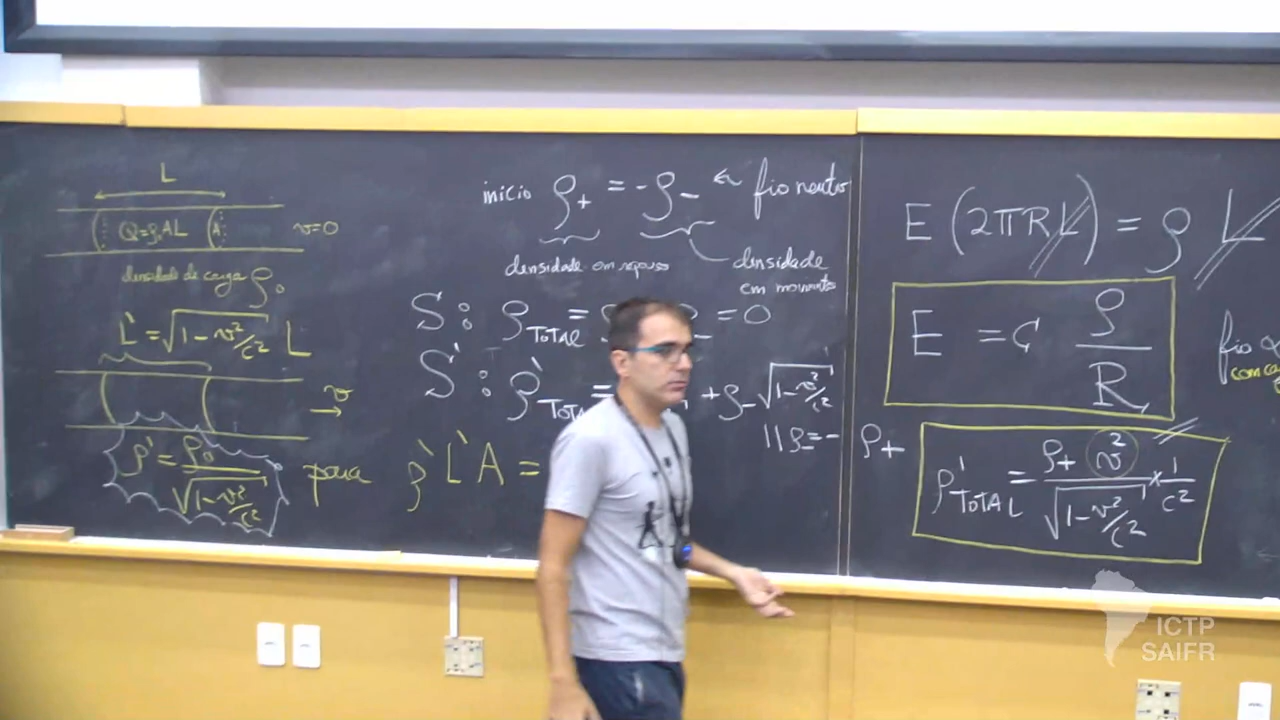 L
Q=ρ₀AL A v=0
densidade de carga ρ₀
L' = √(1-v²/c²) L
v
ρ' = ρ₀/√(1-v²/c²) para ρ'L'A =
início ρ₊ = -ρ₋ ← fio neutro
densidade em repouso densidade
em movimento
S: ρ_TOTAL = = 0
S': ρ'_TOTAL = + ρ₋ √(1-v²/c²)
ρ₋ = - ρ₊
E (2πRL) = ρ L
E = ¢ ρ/R
fio
ρ'_TOTAL = ρ₊ v²/√(1-v²/c²) × 1/c²
ICTP
SAIFR